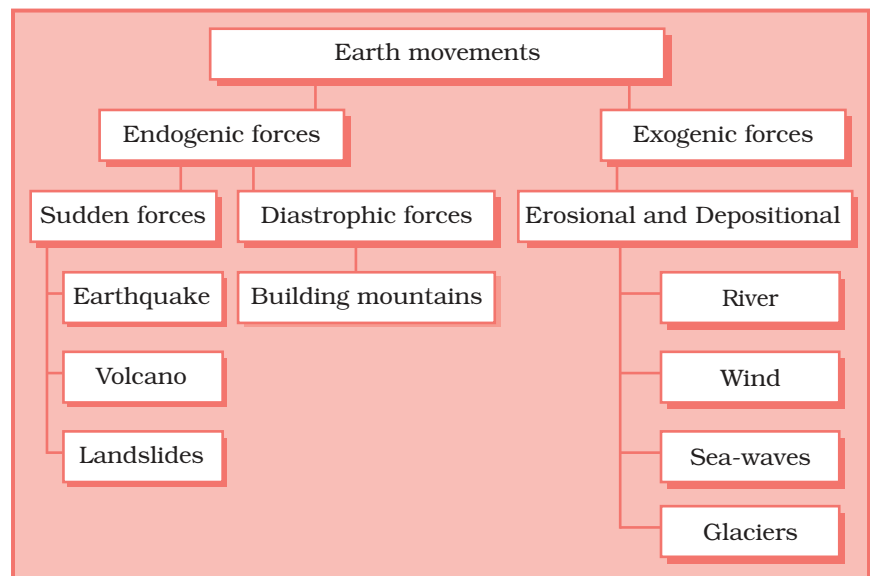 Earth movements
Endogenic forces
Exogenic forces
Sudden forces
Diastrophic forces
Erosional and Depositional
Earthquake
Building mountains
River
Volcano
Wind
Landslides
Sea-waves
Glaciers